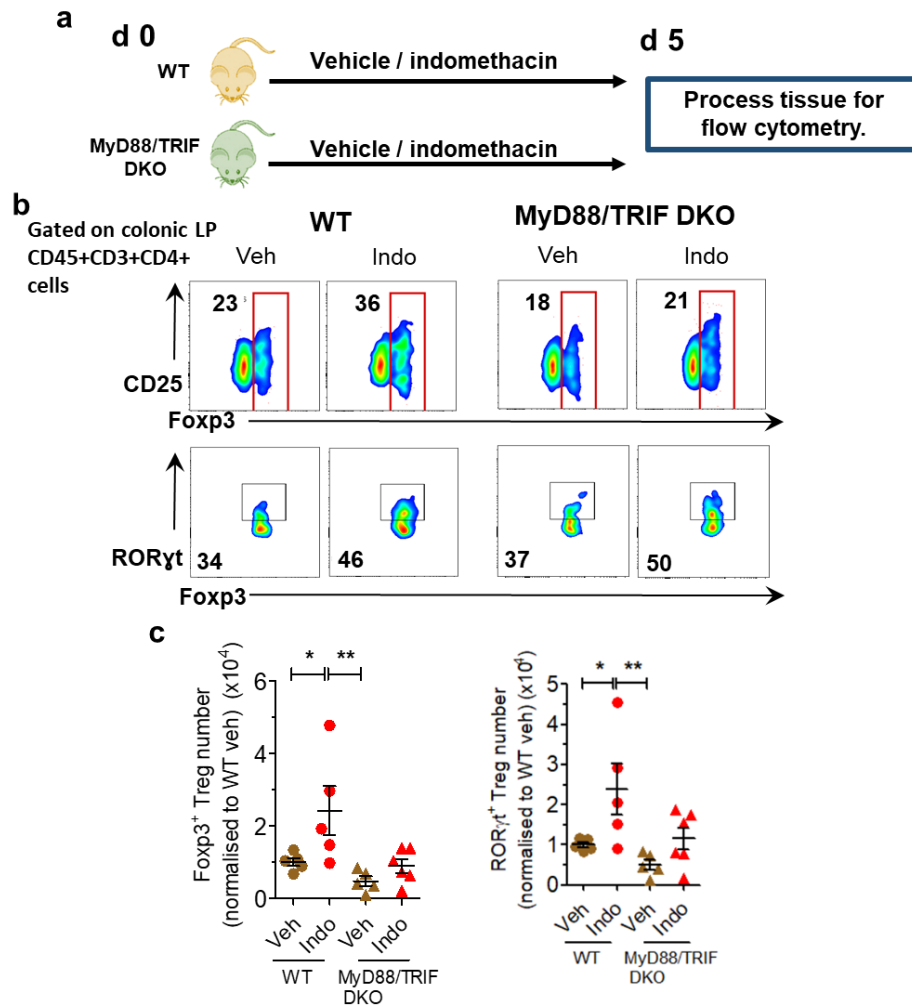 a
d 0
d 5
WT
Vehicle / indomethacin
MyD88/TRIF
DKO
Vehicle / indomethacin
Process tissue for
flow cytometry.
b
Gated on colonic LP
CD45+CD3+CD4+
cells
WT
MyD88/TRIF DKO
Veh
Indo
Veh
Indo
23
36
18
21
CD25
Foxp3
34
46
37
50
RORɣt
Foxp3
c
Foxp3⁺ Treg number
(normalised to WT veh) (x10⁴)
6
4
2
0
*
**
Veh
Indo
Veh
Indo
WT
MyD88/TRIF
DKO
RORγt⁺ Treg number
(normalised to WT veh) (x10⁴)
5
4
3
2
1
0
*
**
Veh
Indo
Veh
Indo
WT
MyD88/TRIF
DKO